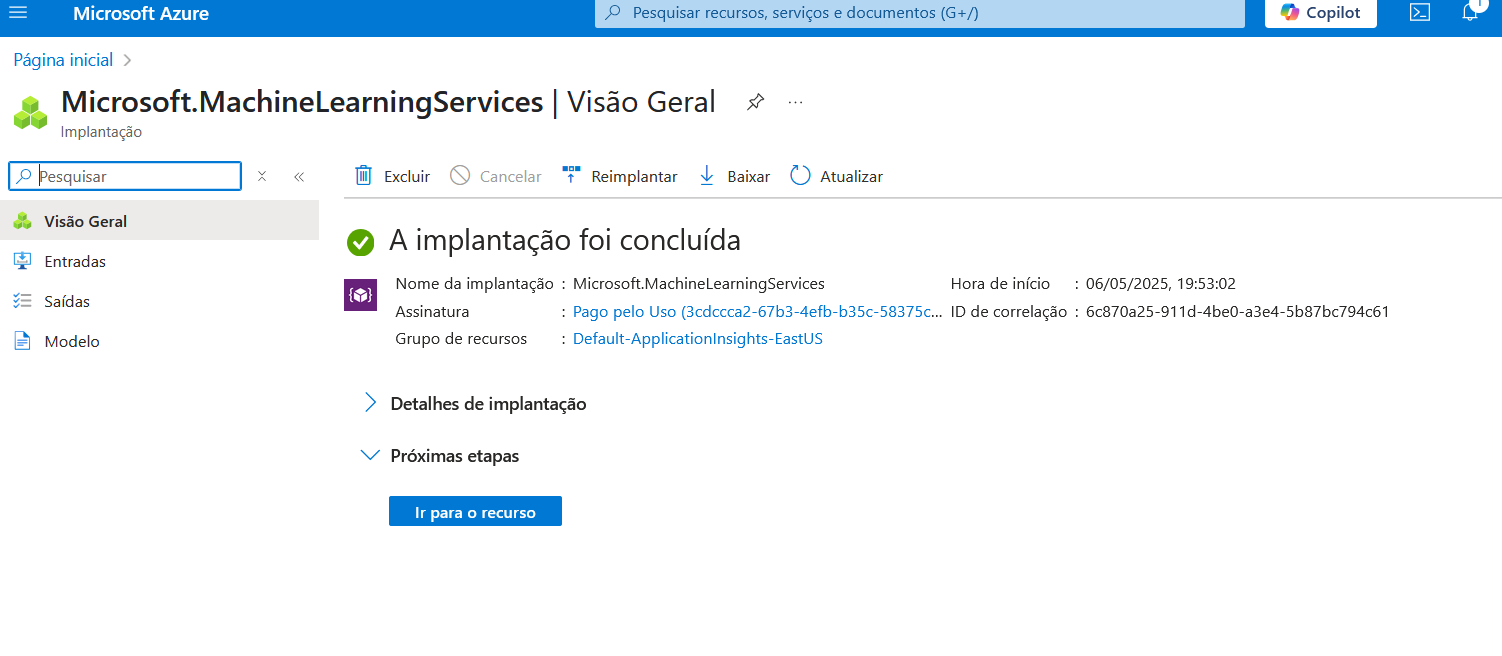 Microsoft Azure
Pesquisar recursos, serviços e documentos (G+/)
Copilot
1
Página inicial
Microsoft.MachineLearningServices | Visão Geral
...
Implantação
Pesquisar
Excluir
Cancelar
Reimplantar
Baixar
Atualizar
Visão Geral
Entradas
Saídas
Modelo
A implantação foi concluída
Nome da implantação : Microsoft.MachineLearningServices
Assinatura : Pago pelo Uso (3cdccca2-67b3-4efb-b35c-58375c...
Grupo de recursos : Default-ApplicationInsights-EastUS
Hora de início : 06/05/2025, 19:53:02
ID de correlação : 6c870a25-911d-4be0-a3e4-5b87bc794c61
Detalhes de implantação
Próximas etapas
Ir para o recurso